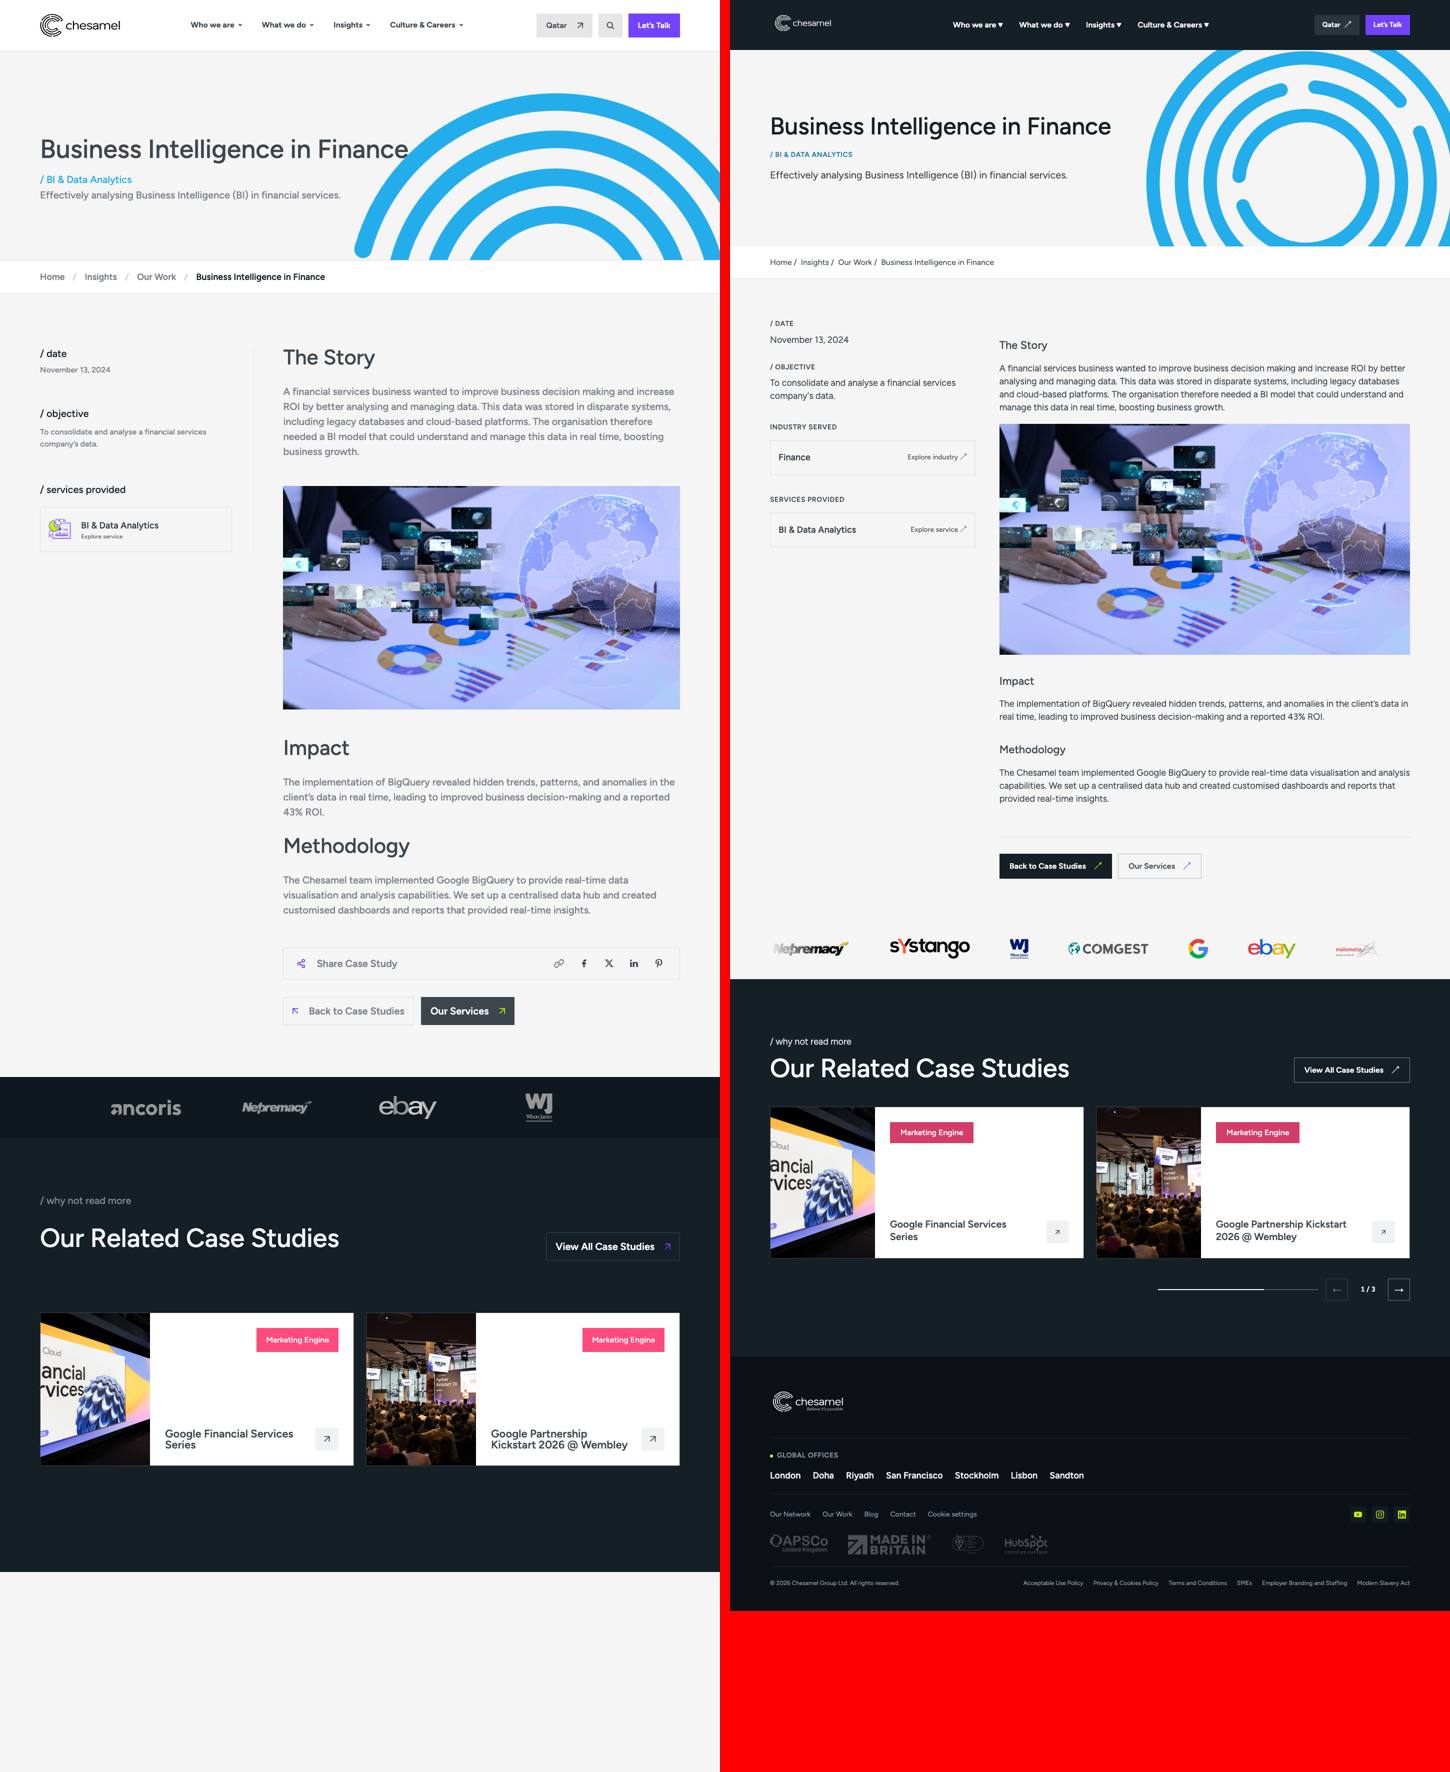 chesamel
Who we are
What we do
Insights
Culture & Careers
Qatar
Let's Talk
Business Intelligence in Finance
/ BI & Data Analytics
Effectively analysing Business Intelligence (BI) in financial services.
Home / Insights / Our Work / Business Intelligence in Finance
/ date
November 13, 2024
/ objective
To consolidate and analyse a financial services
company's data.
/ services provided
BI & Data Analytics
Explore service
The Story
A financial services business wanted to improve business decision making and increase
ROI by better analysing and managing data. This data was stored in disparate systems,
including legacy databases and cloud-based platforms. The organisation therefore
needed a BI model that could understand and manage this data in real time, boosting
business growth.
Impact
The implementation of BigQuery revealed hidden trends, patterns, and anomalies in the
client's data in real time, leading to improved business decision-making and a reported
43% ROI.
Methodology
The Chesamel team implemented Google BigQuery to provide real-time data
visualisation and analysis capabilities. We set up a centralised data hub and created
customised dashboards and reports that provided real-time insights.
Share Case Study
Back to Case Studies
Our Services
ancoris
Netpremacy
ebay
WJ
Wilson James
/ why not read more
Our Related Case Studies
View All Case Studies
Cloud
ancial
rvices
Marketing Engine
Google Financial Services
Series
Marketing Engine
Google Partnership
Kickstart 2026 @ Wembley
chesamel
Who we are
What we do
Insights
Culture & Careers
Qatar
Let's Talk
Business Intelligence in Finance
/ BI & DATA ANALYTICS
Effectively analysing Business Intelligence (BI) in financial services.
Home / Insights / Our Work / Business Intelligence in Finance
/ DATE
November 13, 2024
/ OBJECTIVE
To consolidate and analyse a financial services
company's data.
INDUSTRY SERVED
Finance
Explore industry
SERVICES PROVIDED
BI & Data Analytics
Explore service
The Story
A financial services business wanted to improve business decision making and increase ROI by better
analysing and managing data. This data was stored in disparate systems, including legacy databases
and cloud-based platforms. The organisation therefore needed a BI model that could understand and
manage this data in real time, boosting business growth.
Impact
The implementation of BigQuery revealed hidden trends, patterns, and anomalies in the client's data in
real time, leading to improved business decision-making and a reported 43% ROI.
Methodology
The Chesamel team implemented Google BigQuery to provide real-time data visualisation and analysis
capabilities. We set up a centralised data hub and created customised dashboards and reports that
provided real-time insights.
Back to Case Studies
Our Services
Netpremacy
sYstango
WJ
Wilson James
COMGEST
G
ebay
malomatia
/ why not read more
Our Related Case Studies
View All Case Studies
Cloud
ancial
rvices
Marketing Engine
Google Financial Services
Series
Marketing Engine
Google Partnership Kickstart
2026 @ Wembley
1 / 3
chesamel
Believe it's possible
GLOBAL OFFICES
London Doha Riyadh San Francisco Stockholm Lisbon Sandton
Our Network Our Work Blog Contact Cookie settings
APSCo
United Kingdom
MADE IN
BRITAIN
HubSpot
© 2026 Chesamel Group Ltd. All rights reserved.
Acceptable Use Policy Privacy & Cookies Policy Terms and Conditions SMEs Employer Branding and Staffing Modern Slavery Act